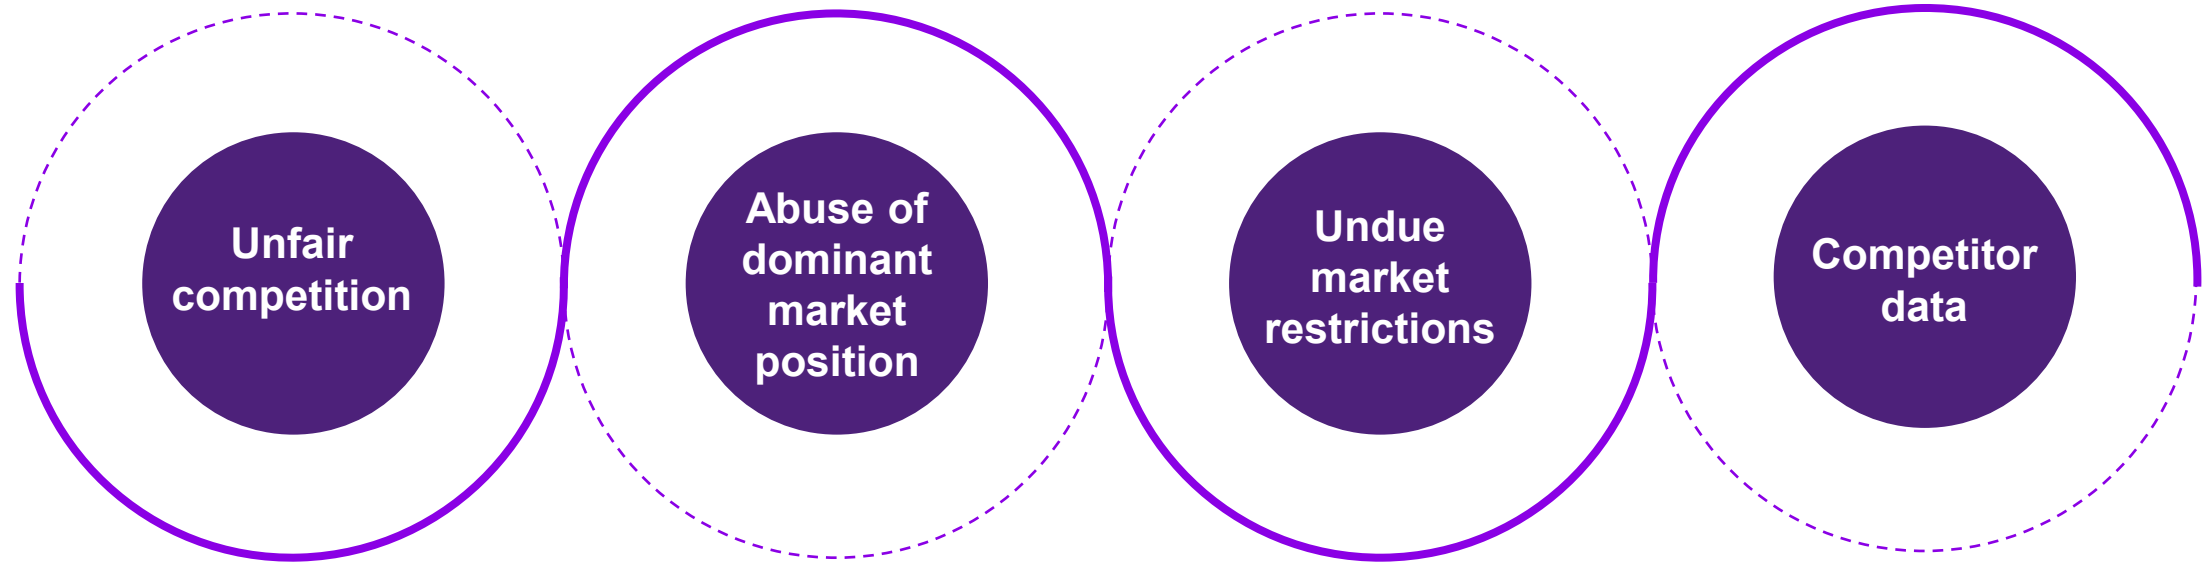 Unfair
competition
Abuse of
dominant
market
position
Undue
market
restrictions
Competitor
data